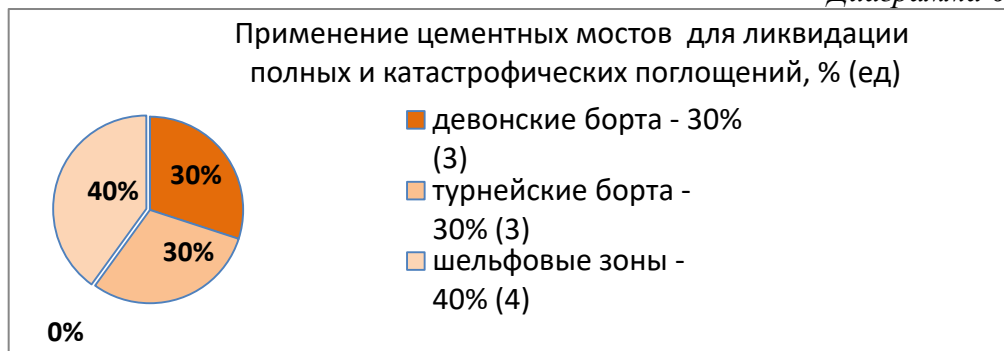 Применение цементных мостов для ликвидации
полных и катастрофических поглощений, % (ед)
девонские борта - 30%
(3)
турнейские борта -
30% (3)
шельфовые зоны -
40% (4)
40%
30%
30%
0%